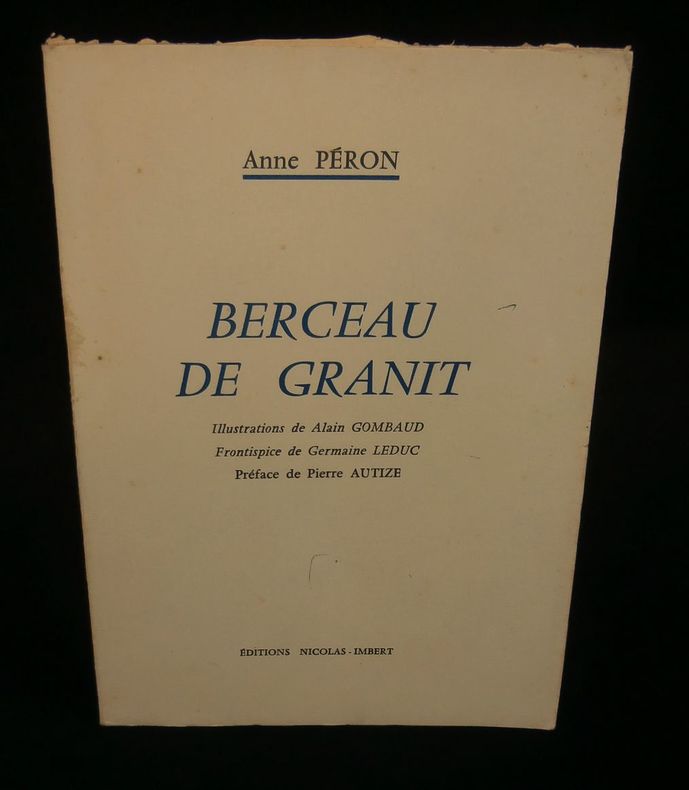 Anne PÉRON
BERCEAU
DE GRANIT
Illustrations de Alain GOMBAUD
Frontispice de Germaine LEDUC
Préface de Pierre AUTIZE
ÉDITIONS NICOLAS-IMBERT